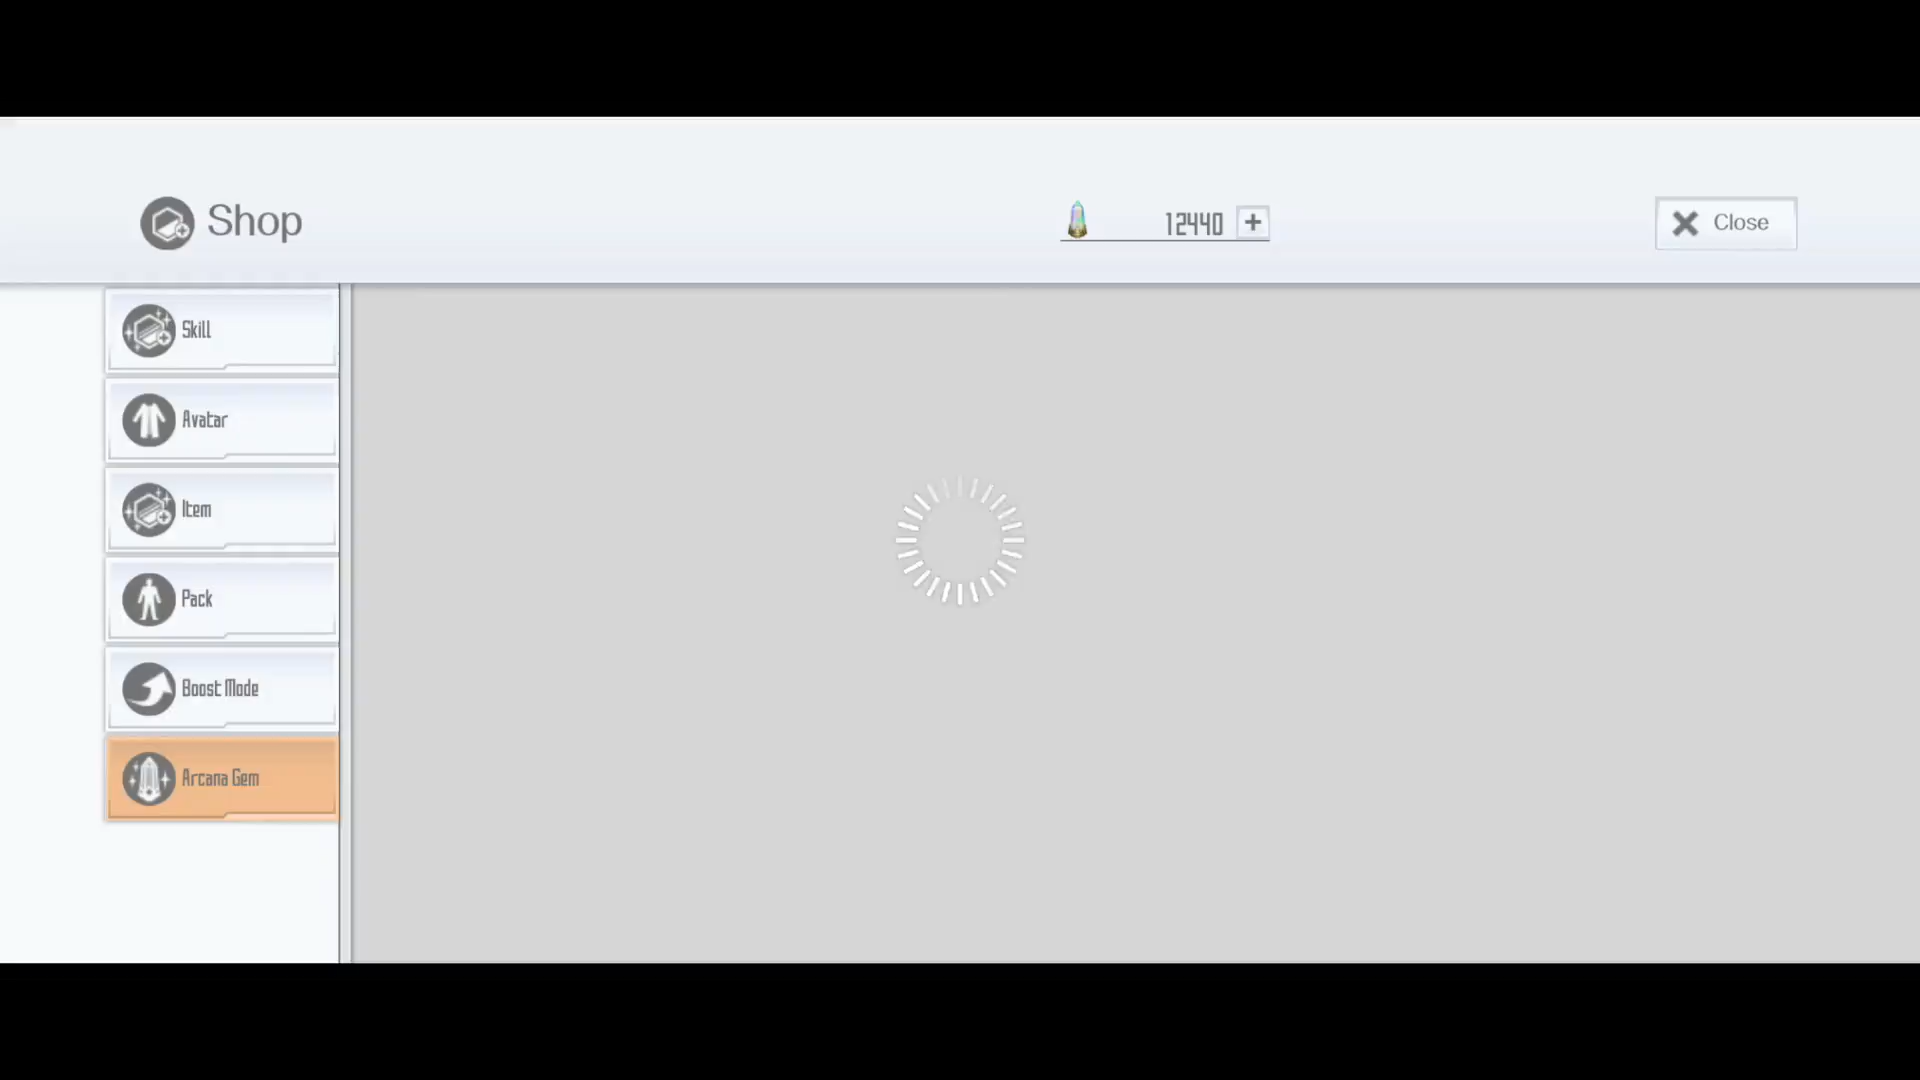 Shop
12440
Close
Skill
Avatar
Item
Pack
Boost Mode
Arcana Gem